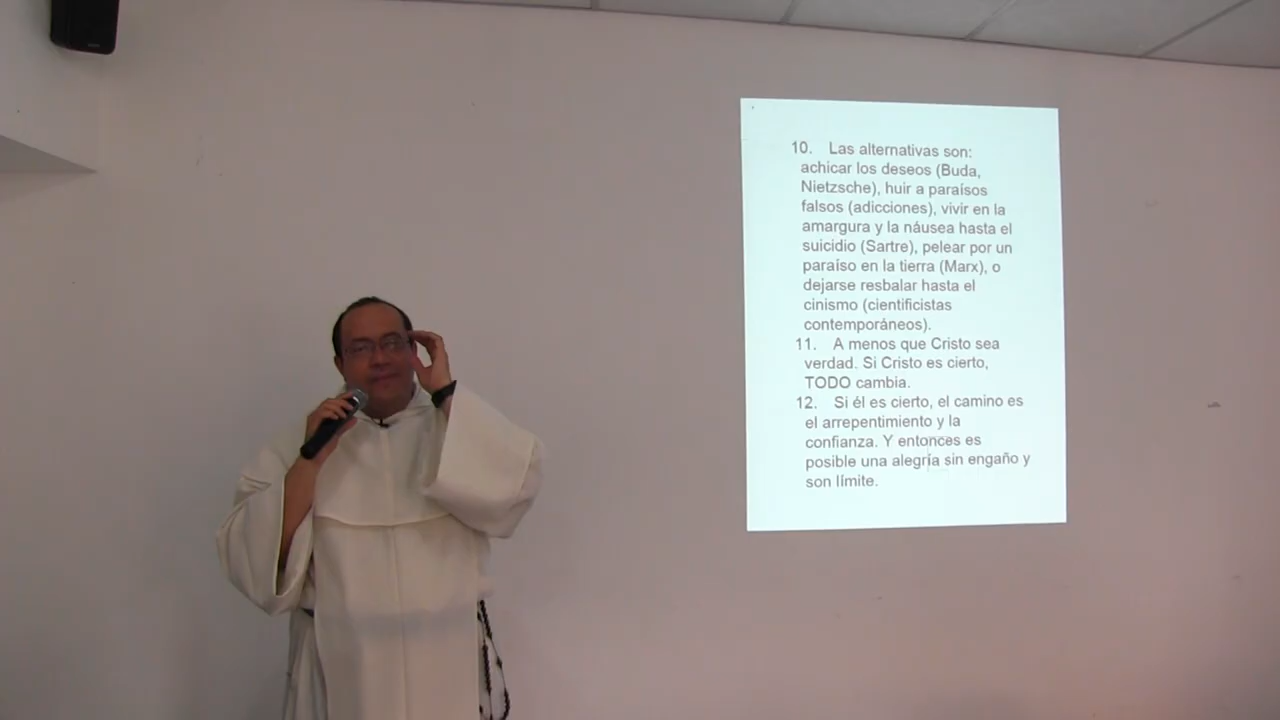 10. Las alternativas son:
achicar los deseos (Buda,
Nietzsche), huir a paraísos
falsos (adicciones), vivir en la
amargura y la náusea hasta el
suicidio (Sartre), pelear por un
paraíso en la tierra (Marx), o
dejarse resbalar hasta el
cinismo (cientificistas
contemporáneos).
11. A menos que Cristo sea
verdad. Si Cristo es cierto,
TODO cambia.
12. Si él es cierto, el camino es
el arrepentimiento y la
confianza. Y entonces es
posible una alegría sin engaño y
son límite.